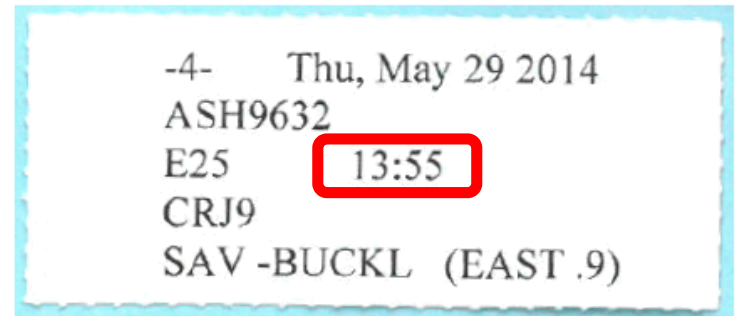 -4- Thu, May 29 2014
ASH9632
E25 13:55
CRJ9
SAV -BUCKL (EAST .9)